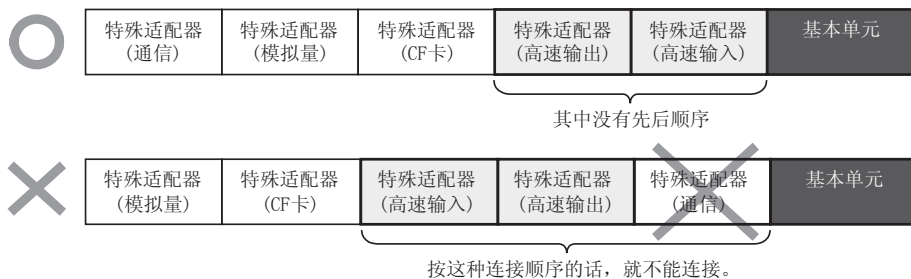 特殊适配器 特殊适配器 特殊适配器 特殊适配器 特殊适配器 基本单元
(通信) (模拟量) (CF卡) (高速输出) (高速输入)
其中没有先后顺序
特殊适配器 特殊适配器 特殊适配器 特殊适配器 特殊适配器 基本单元
(模拟量) (CF卡) (高速输入) (高速输出) (通信)
按这种连接顺序的话，就不能连接。